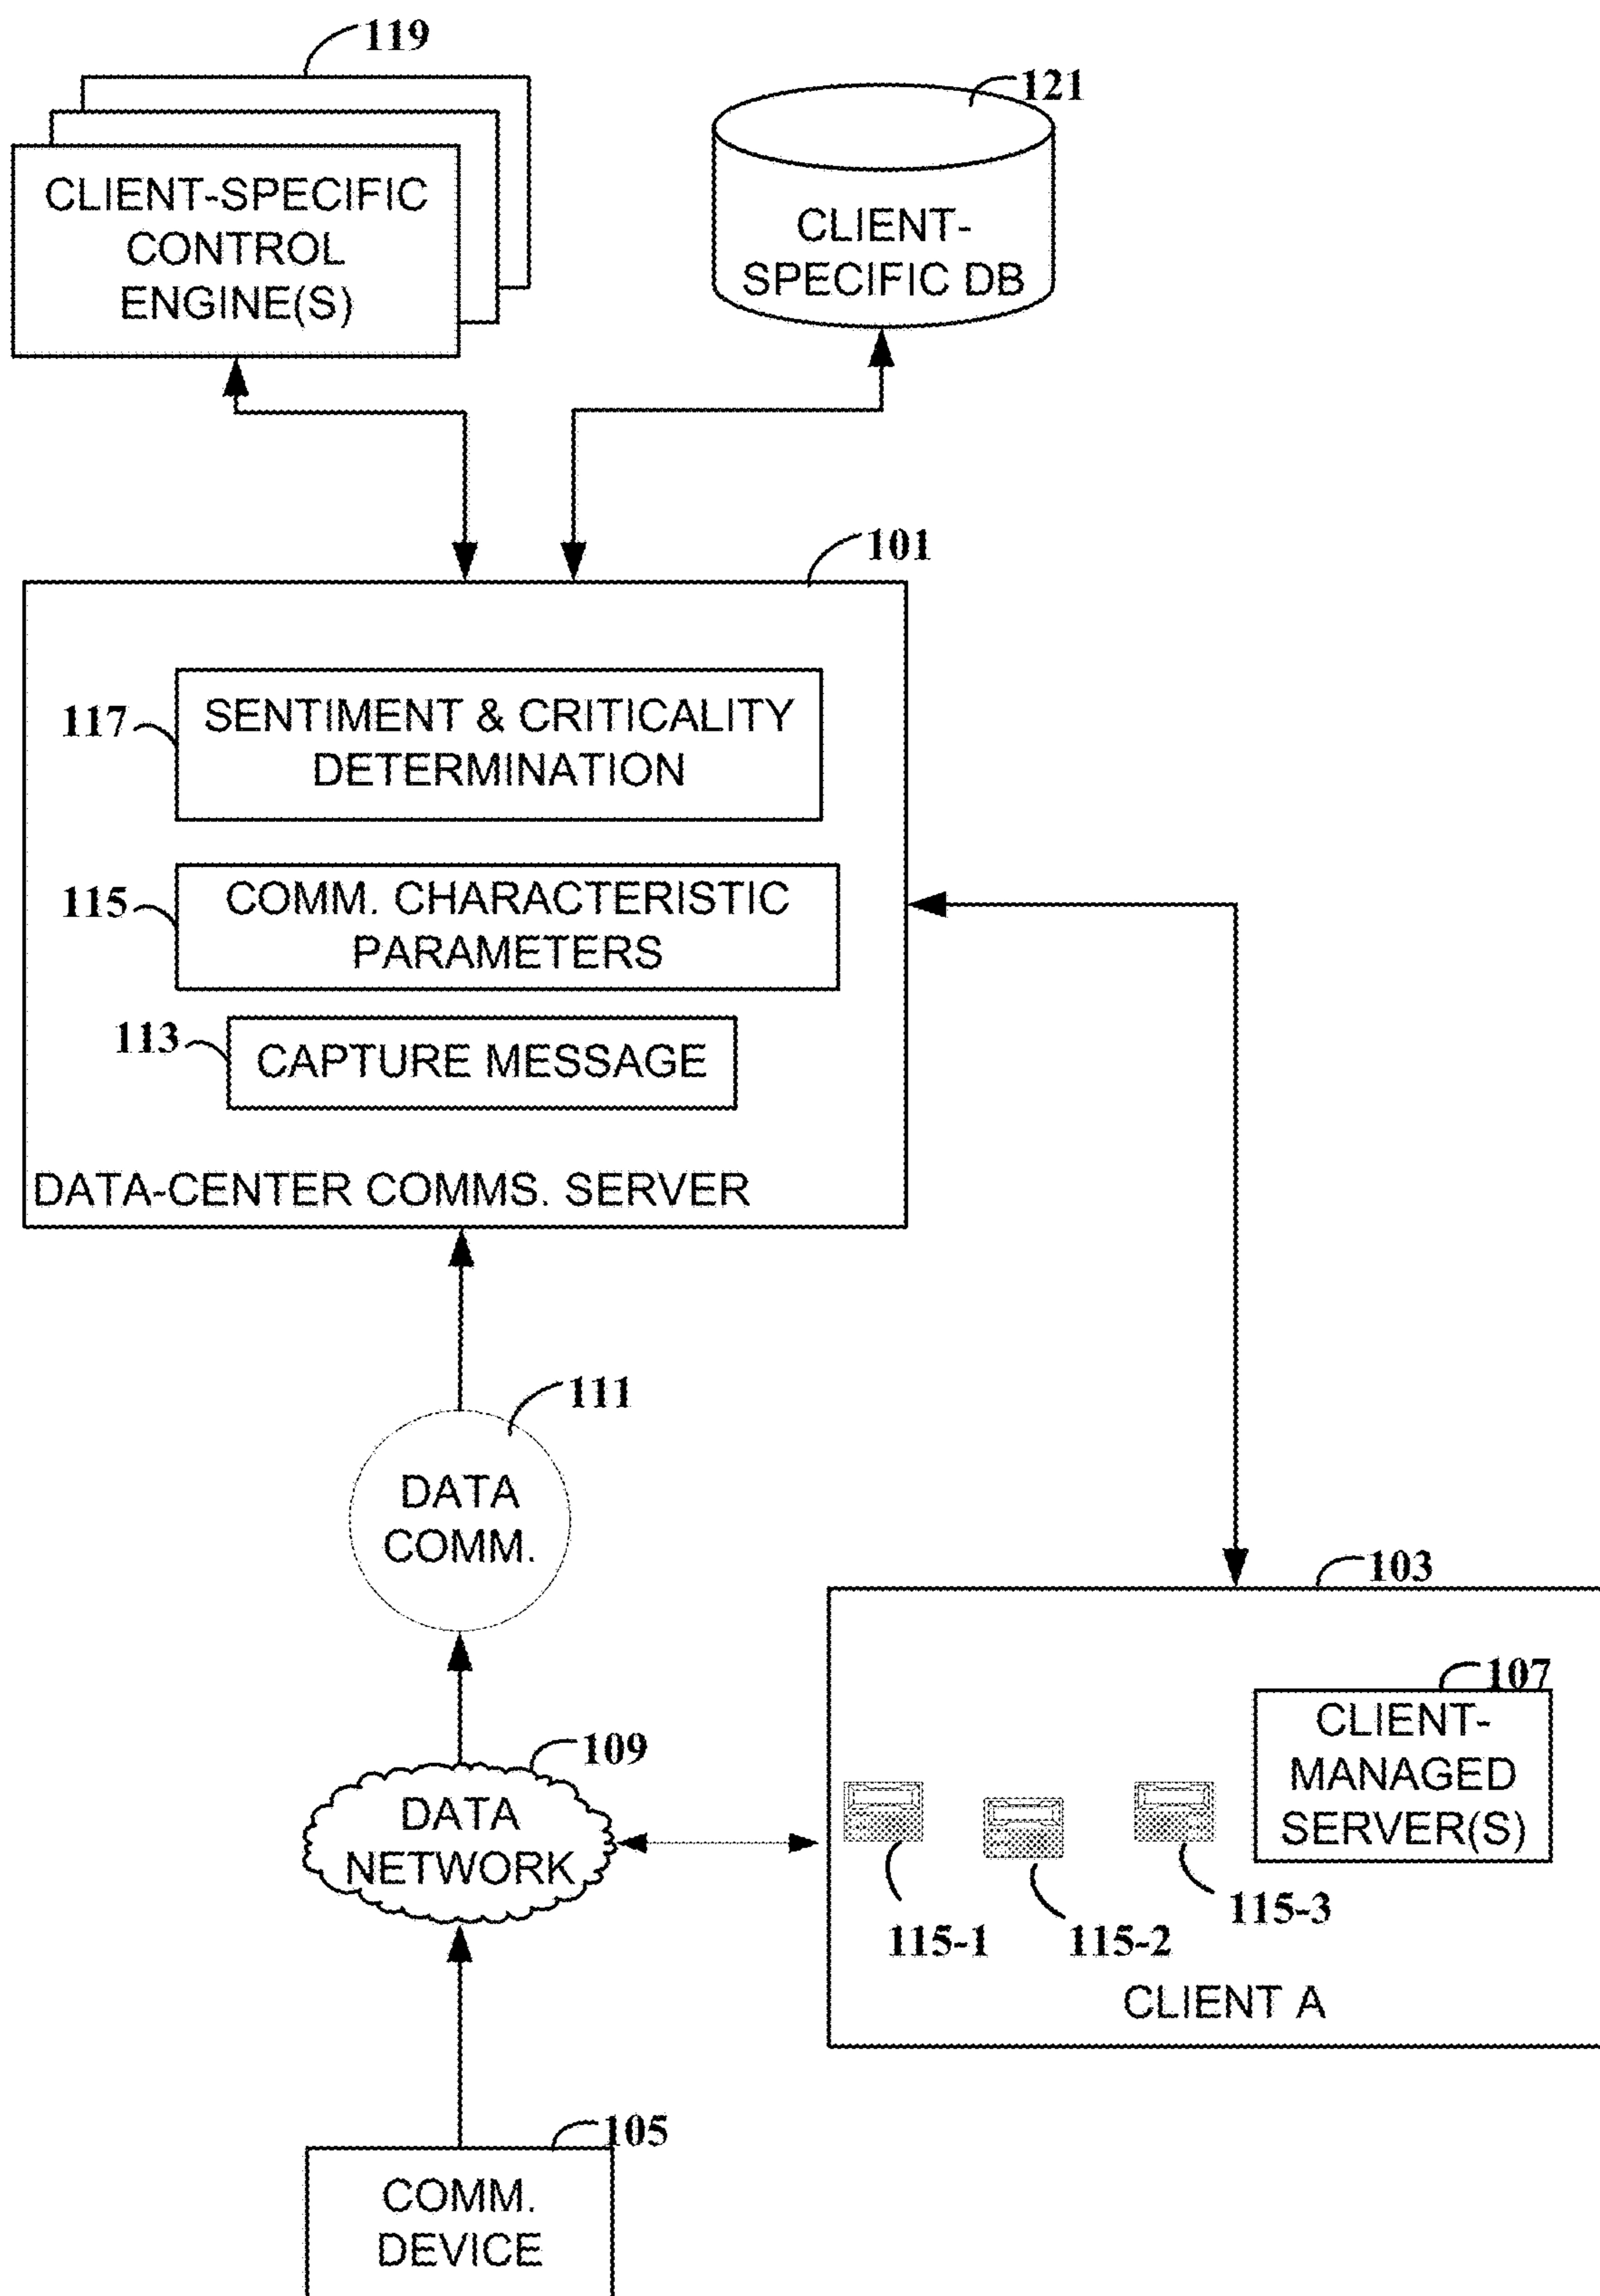 119
121
CLIENT-SPECIFIC
CONTROL
ENGINE(S)
CLIENT-
SPECIFIC DB
101
117
SENTIMENT & CRITICALITY
DETERMINATION
115
COMM. CHARACTERISTIC
PARAMETERS
113
CAPTURE MESSAGE
DATA-CENTER COMMS. SERVER
111
DATA
COMM.
103
107
CLIENT-
MANAGED
SERVER(S)
109
DATA
NETWORK
115-1
115-2
115-3
CLIENT A
105
COMM.
DEVICE